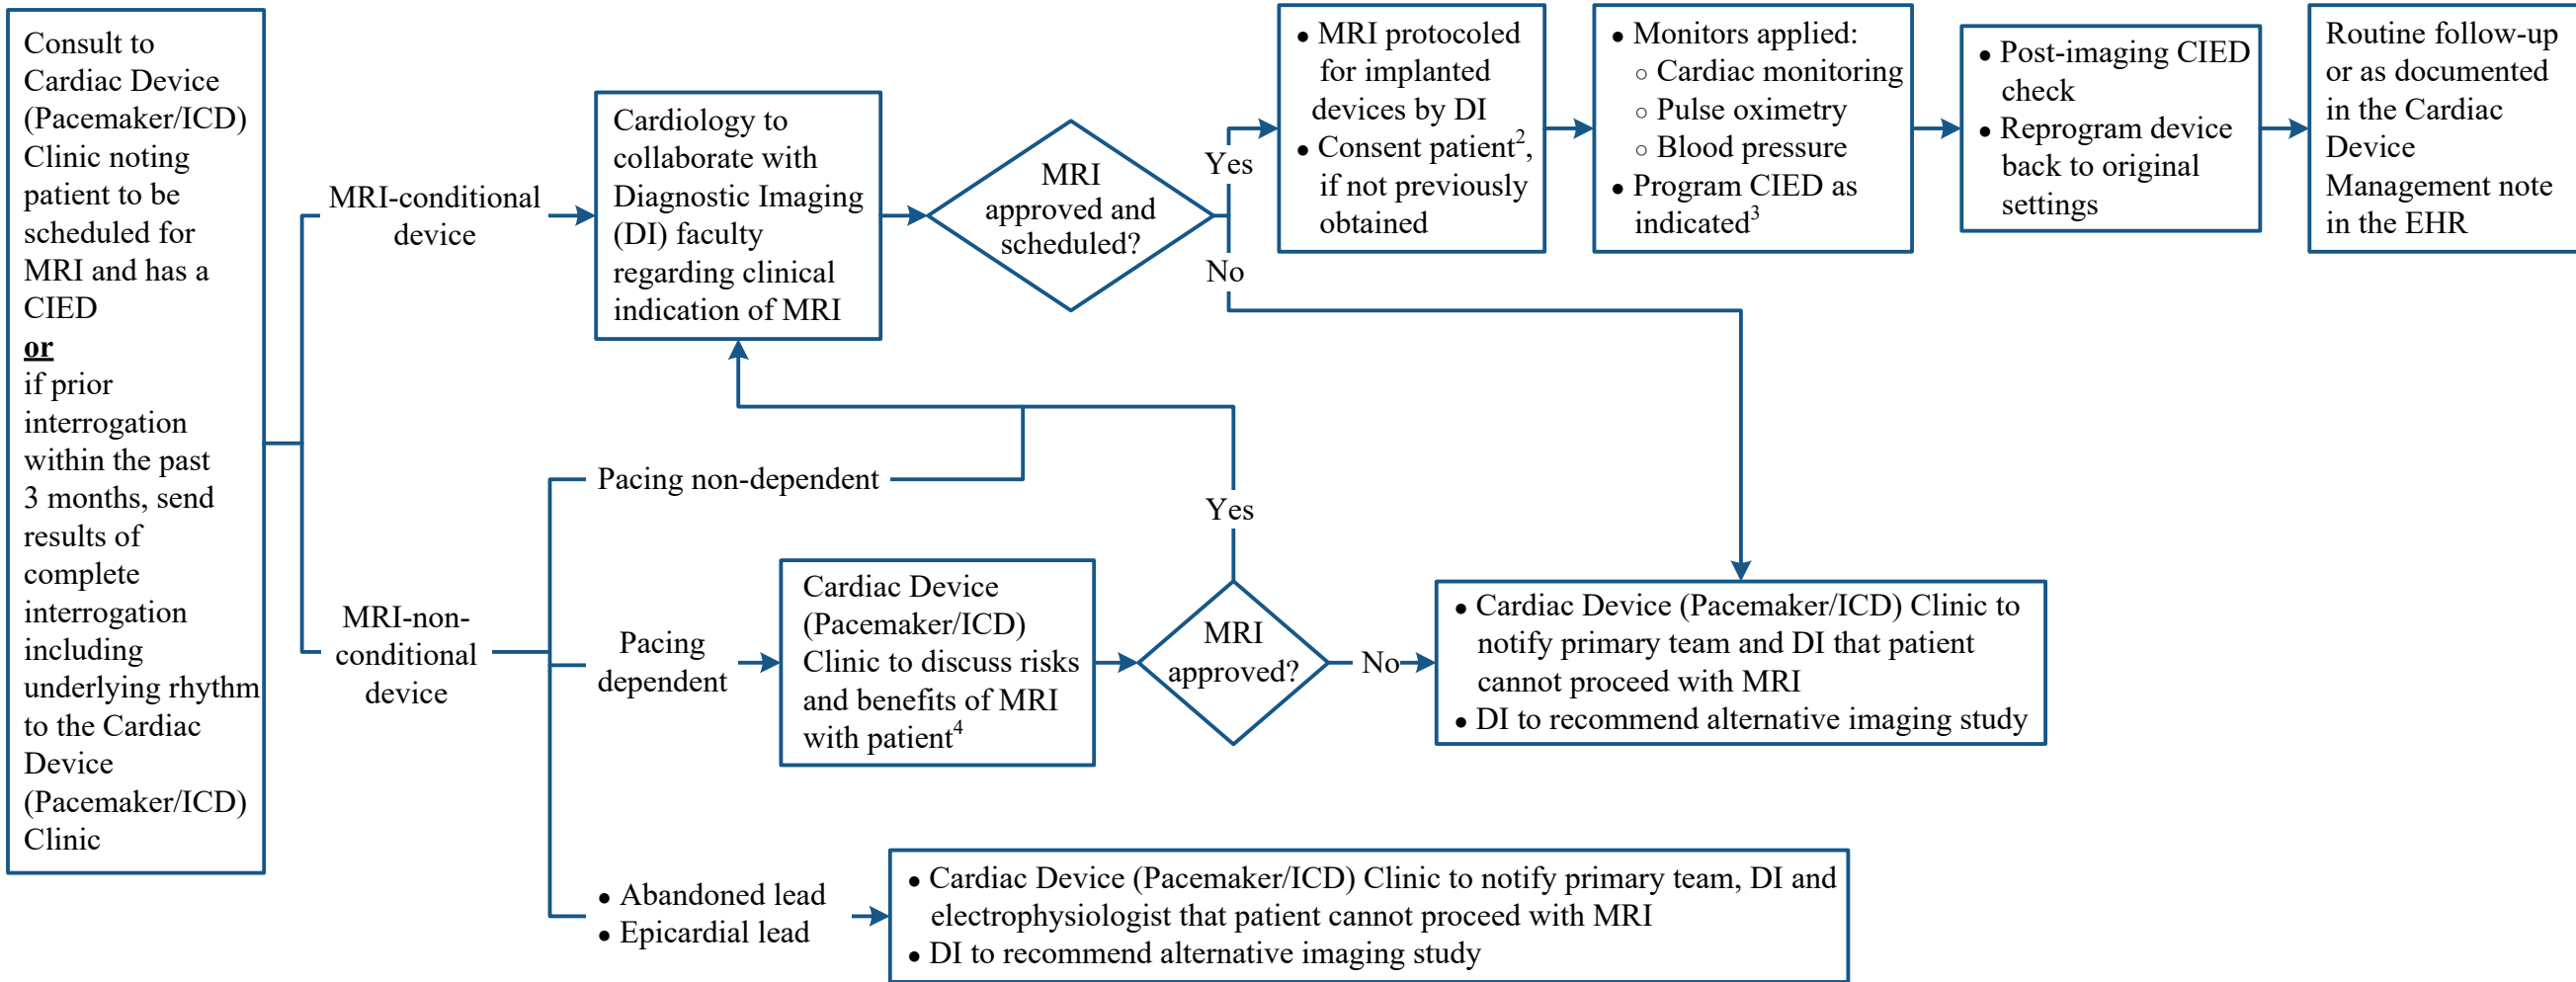 Consult to
Cardiac Device
(Pacemaker/ICD)
Clinic noting
patient to be
scheduled for
MRI and has a
CIED
or
if prior
interrogation
within the past
3 months, send
results of
complete
interrogation
including
underlying rhythm
to the Cardiac
Device
(Pacemaker/ICD)
Clinic
MRI-conditional
device
Cardiology to
collaborate with
Diagnostic Imaging
(DI) faculty
regarding clinical
indication of MRI
MRI
approved and
scheduled?
Yes
No
● MRI protocoled
for implanted
devices by DI
● Consent patient²,
if not previously
obtained
● Monitors applied:
○ Cardiac monitoring
○ Pulse oximetry
○ Blood pressure
● Program CIED as
indicated³
● Post-imaging CIED
check
● Reprogram device
back to original
settings
Routine follow-up
or as documented
in the Cardiac
Device
Management note
in the EHR
MRI-non-
conditional
device
Pacing non-dependent
Pacing
dependent
Cardiac Device
(Pacemaker/ICD)
Clinic to discuss risks
and benefits of MRI
with patient⁴
MRI
approved?
Yes
No
● Cardiac Device (Pacemaker/ICD) Clinic to
notify primary team and DI that patient
cannot proceed with MRI
● DI to recommend alternative imaging study
● Abandoned lead
● Epicardial lead
● Cardiac Device (Pacemaker/ICD) Clinic to notify primary team, DI and
electrophysiologist that patient cannot proceed with MRI
● DI to recommend alternative imaging study